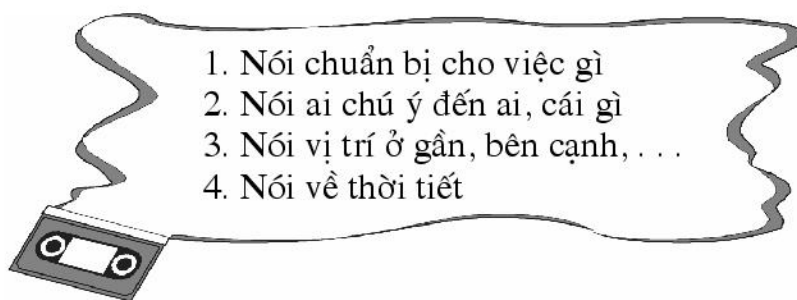 1. Nói chuẩn bị cho việc gì
2. Nói ai chú ý đến ai, cái gì
3. Nói vị trí ở gần, bên cạnh, . . .
4. Nói về thời tiết